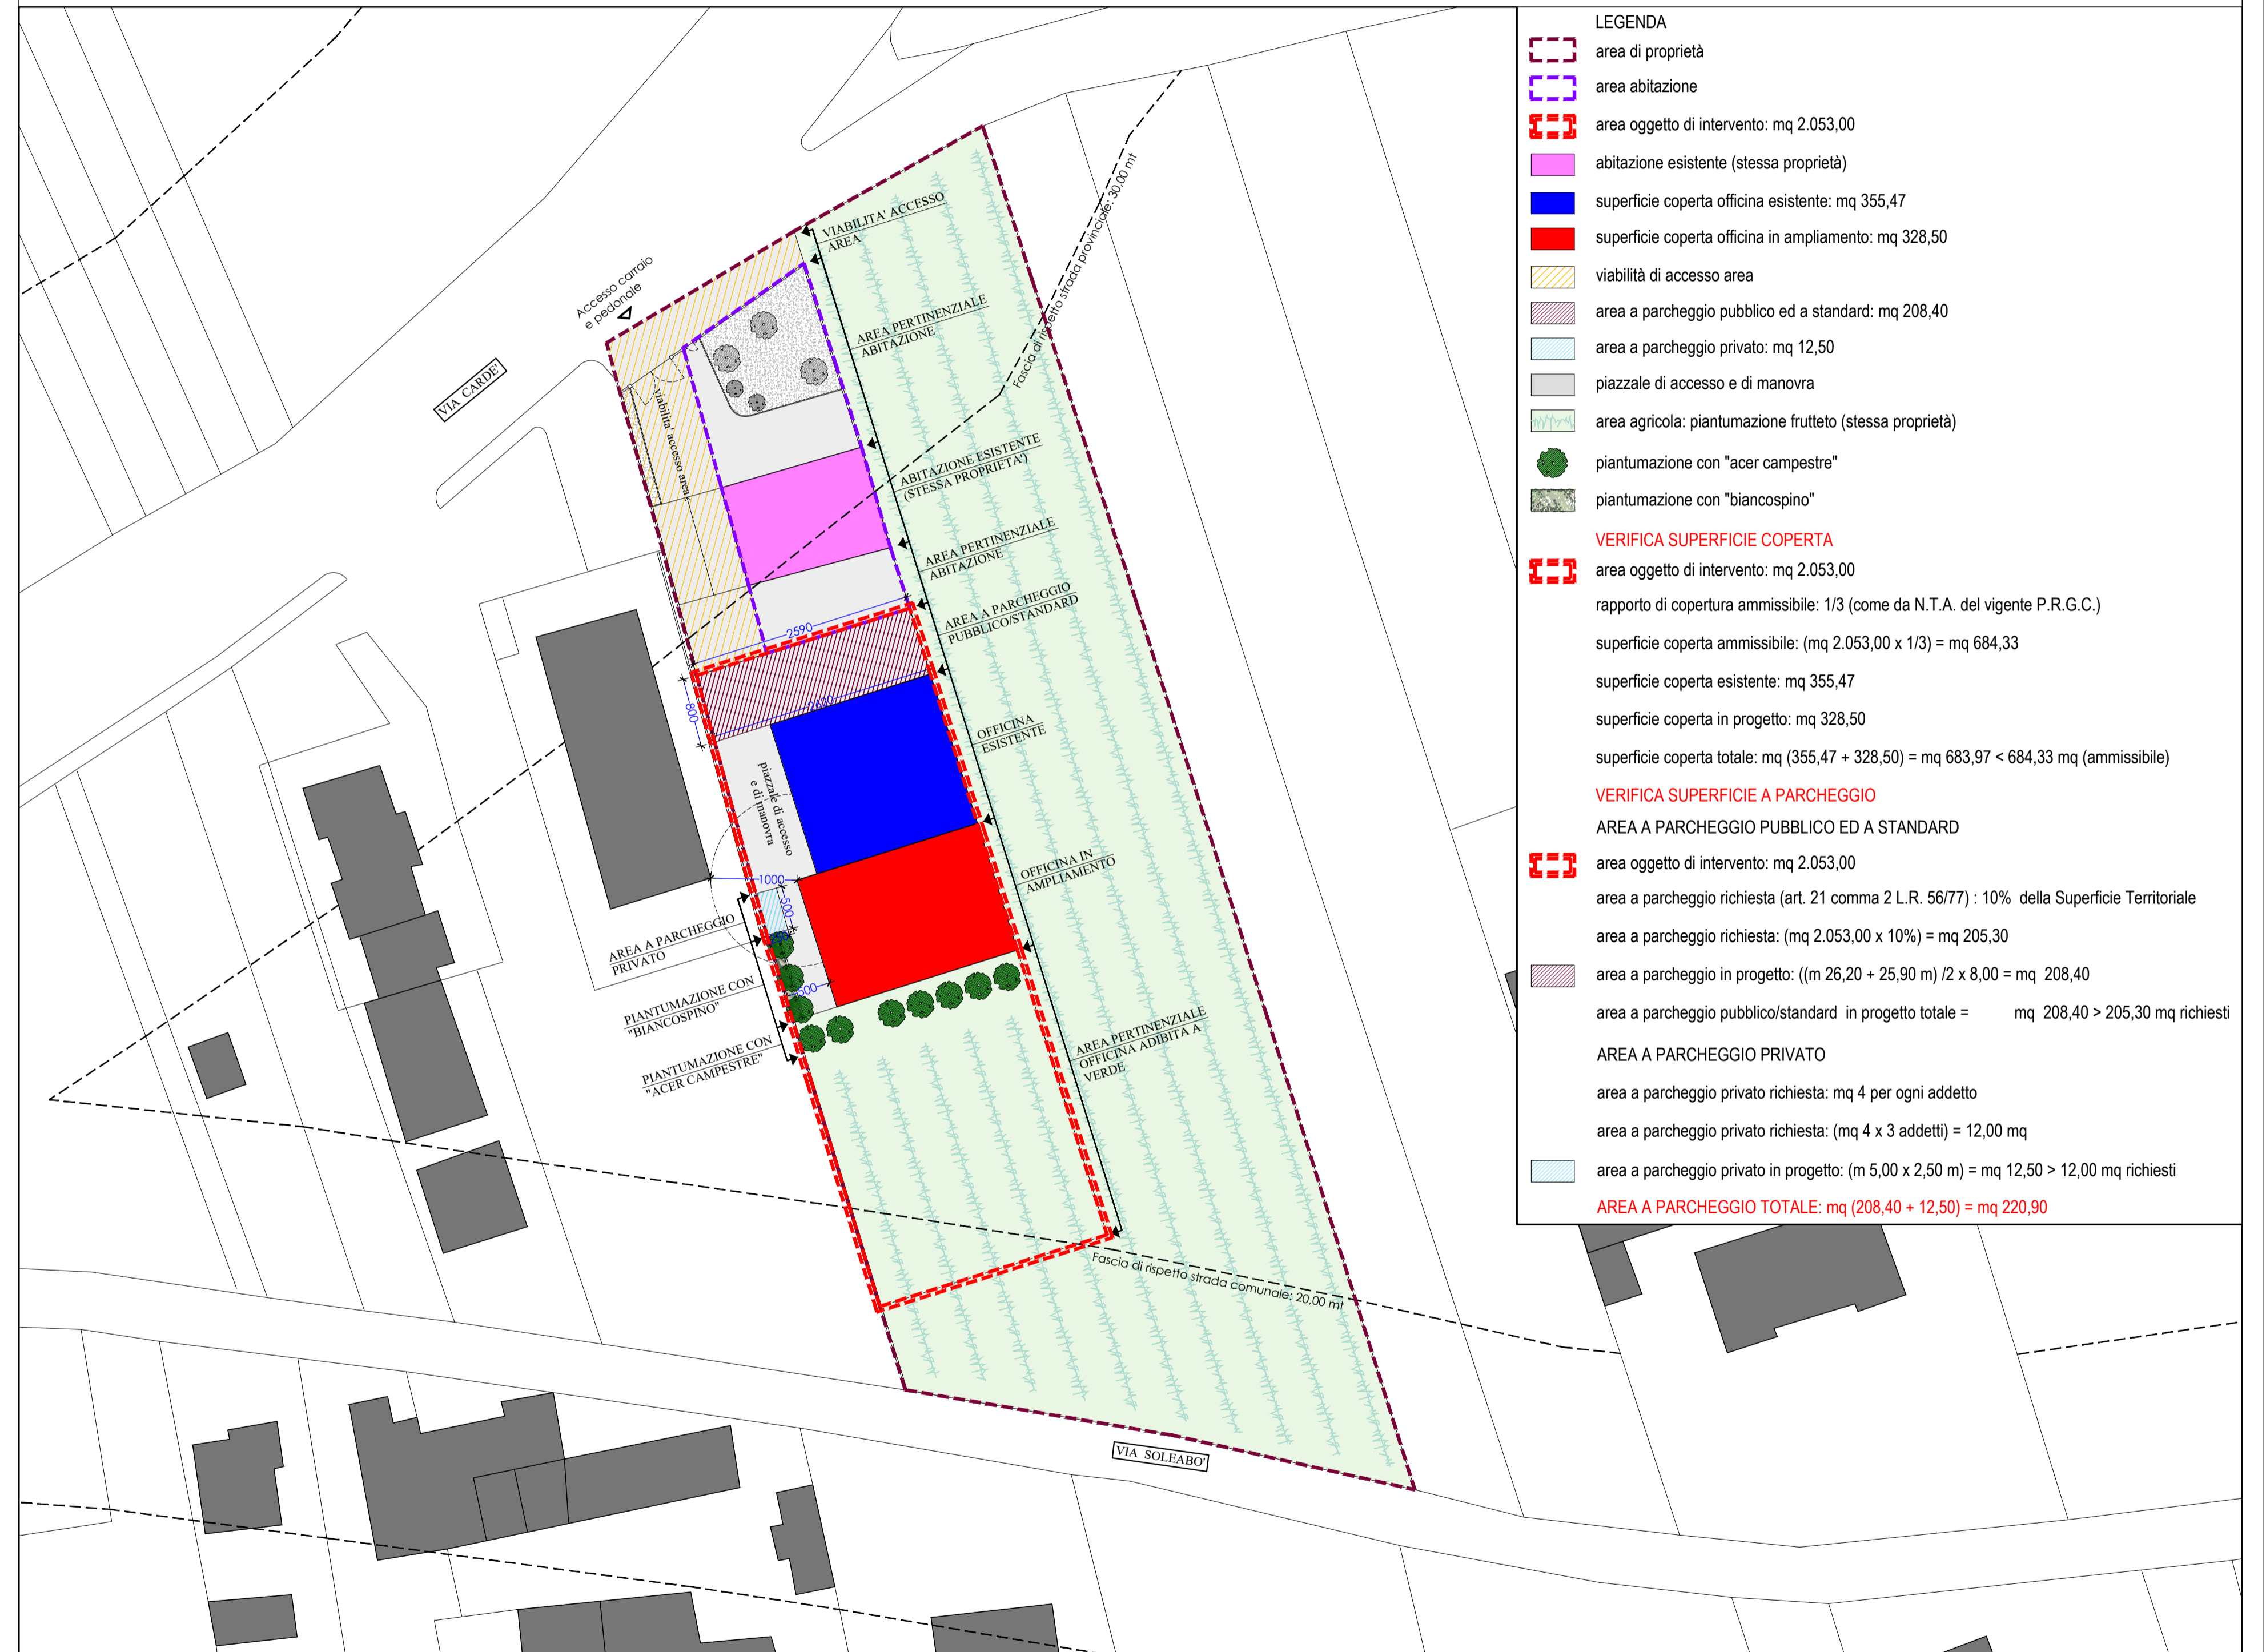 VIA CARDE'
Accesso carraio
e pedonale
viabilita' accesso area
VIABILITA' ACCESSO
AREA
Fascia di rispetto strada provinciale: 30,00 mt
AREA PERTINENZIALE
ABITAZIONE
ABITAZIONE ESISTENTE
(STESSA PROPRIETA')
AREA PERTINENZIALE
ABITAZIONE
AREA A PARCHEGGIO
PUBBLICO/STANDARD
2590
2620
800
OFFICINA
ESISTENTE
piazzale di accesso
e di manovra
OFFICINA IN
AMPLIAMENTO
1000
500
AREA A PARCHEGGIO
PRIVATO
PIANTUMAZIONE CON
"BIANCOSPINO"
500
PIANTUMAZIONE CON
"ACER CAMPESTRE"
AREA PERTINENZIALE
OFFICINA ADIBITA A
VERDE
Fascia di rispetto strada comunale: 20,00 mt
VIA SOLEABO'
LEGENDA
area di proprietà
area abitazione
area oggetto di intervento: mq 2.053,00
abitazione esistente (stessa proprietà)
superficie coperta officina esistente: mq 355,47
superficie coperta officina in ampliamento: mq 328,50
viabilità di accesso area
area a parcheggio pubblico ed a standard: mq 208,40
area a parcheggio privato: mq 12,50
piazzale di accesso e di manovra
area agricola: piantumazione frutteto (stessa proprietà)
piantumazione con "acer campestre"
piantumazione con "biancospino"
VERIFICA SUPERFICIE COPERTA
area oggetto di intervento: mq 2.053,00
rapporto di copertura ammissibile: 1/3 (come da N.T.A. del vigente P.R.G.C.)
superficie coperta ammissibile: (mq 2.053,00 x 1/3) = mq 684,33
superficie coperta esistente: mq 355,47
superficie coperta in progetto: mq 328,50
superficie coperta totale: mq (355,47 + 328,50) = mq 683,97 < 684,33 mq (ammissibile)
VERIFICA SUPERFICIE A PARCHEGGIO
AREA A PARCHEGGIO PUBBLICO ED A STANDARD
area oggetto di intervento: mq 2.053,00
area a parcheggio richiesta (art. 21 comma 2 L.R. 56/77) : 10% della Superficie Territoriale
area a parcheggio richiesta: (mq 2.053,00 x 10%) = mq 205,30
area a parcheggio in progetto: ((m 26,20 + 25,90 m) /2 x 8,00 = mq 208,40
area a parcheggio pubblico/standard in progetto totale = mq 208,40 > 205,30 mq richiesti
AREA A PARCHEGGIO PRIVATO
area a parcheggio privato richiesta: mq 4 per ogni addetto
area a parcheggio privato richiesta: (mq 4 x 3 addetti) = 12,00 mq
area a parcheggio privato in progetto: (m 5,00 x 2,50 m) = mq 12,50 > 12,00 mq richiesti
AREA A PARCHEGGIO TOTALE: mq (208,40 + 12,50) = mq 220,90